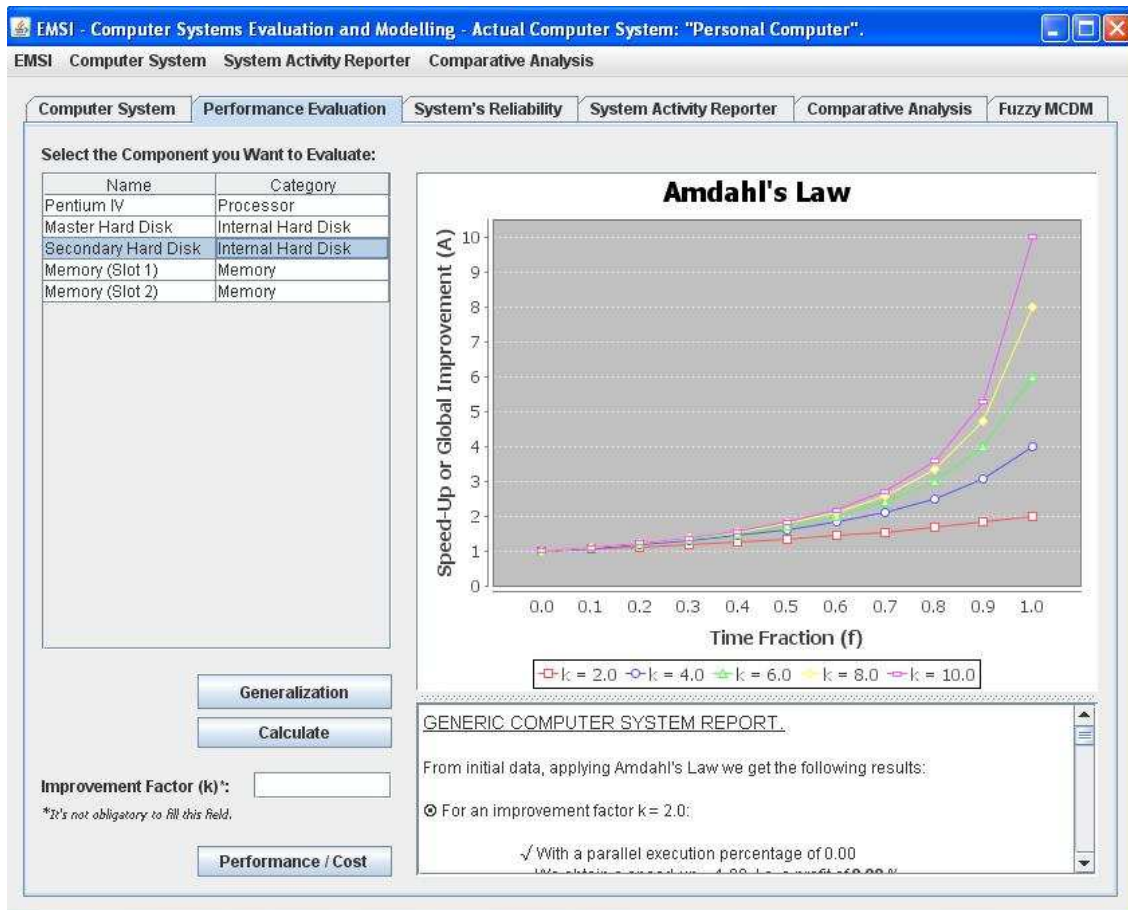 EMSI - Computer Systems Evaluation and Modelling - Actual Computer System: "Personal Computer".
EMSI Computer System System Activity Reporter Comparative Analysis
Computer System Performance Evaluation System's Reliability System Activity Reporter Comparative Analysis Fuzzy MCDM
Select the Component you Want to Evaluate:
Name Category
Pentium IV Processor
Master Hard Disk Internal Hard Disk
Secondary Hard Disk Internal Hard Disk
Memory (Slot 1) Memory
Memory (Slot 2) Memory
Generalization
Calculate
Improvement Factor (k)*:
*It's not obligatory to fill this field.
Performance / Cost
Amdahl's Law
Speed-Up or Global Improvement (A)
10
9
8
7
6
5
4
3
2
1
0
0.0 0.1 0.2 0.3 0.4 0.5 0.6 0.7 0.8 0.9 1.0
Time Fraction (f)
k = 2.0 k = 4.0 k = 6.0 k = 8.0 k = 10.0
GENERIC COMPUTER SYSTEM REPORT.
From initial data, applying Amdahl's Law we get the following results:
For an improvement factor k = 2.0:
√ With a parallel execution percentage of 0.00